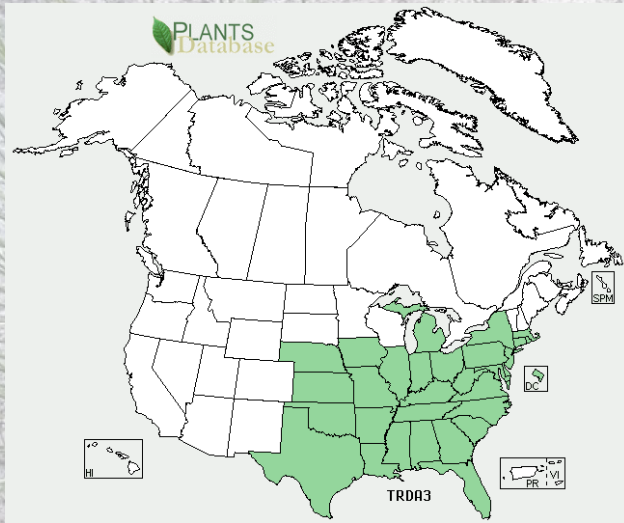 PLANTS
Database
SPM
DC
HI
PR
VI
TRDA3